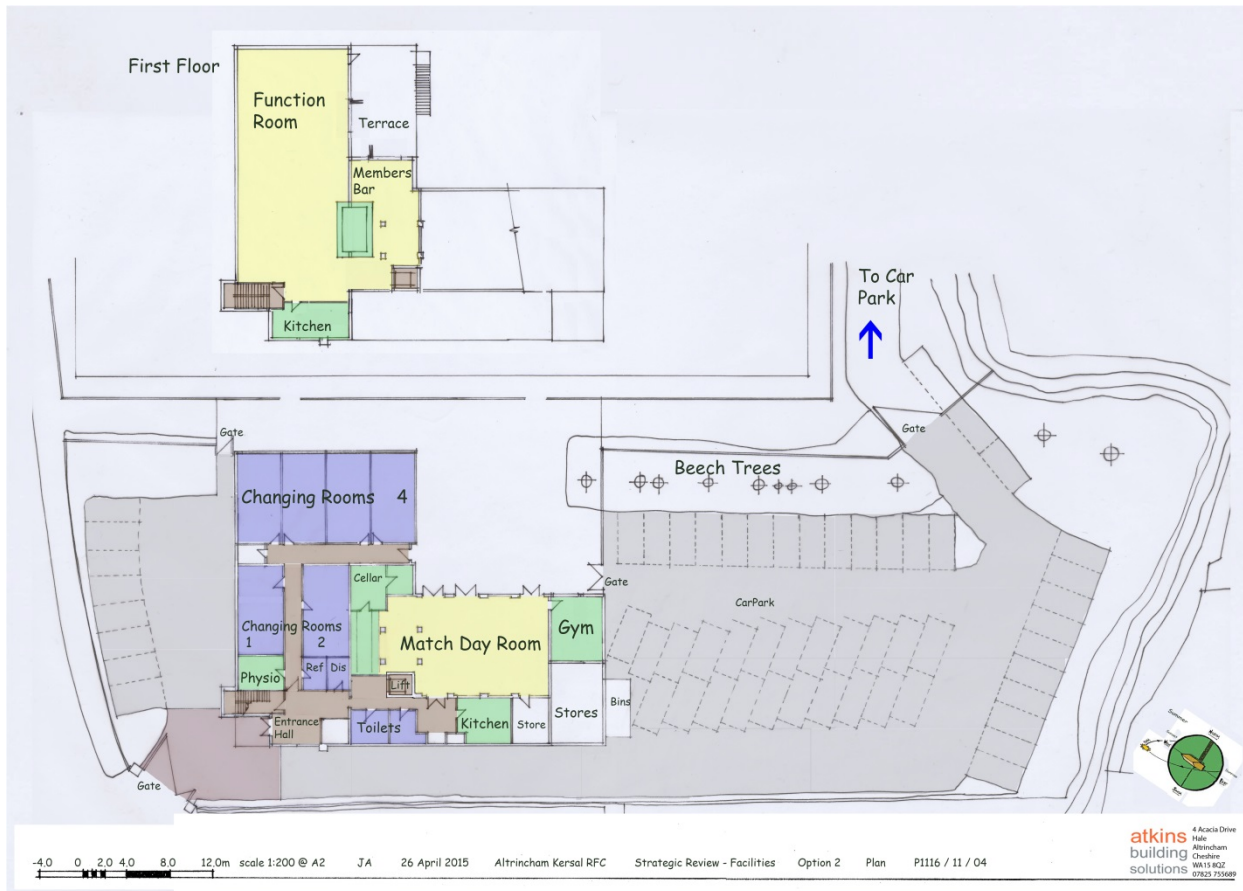 First Floor
Function
Room
Terrace
Members
Bar
Kitchen
To Car
Park
Gate
Gate
Beech Trees
Changing Rooms 4
Cellar
Gate
CarPark
Changing Rooms
1 2
Match Day Room
Gym
Physio
Ref Dis
Lift
Entrance
Hall
Toilets
Kitchen
Store
Stores
Bins
Gate
Summer
-4.0 0 2.0 4.0 8.0 12.0m scale 1:200 @ A2 JA 26 April 2015 Altrincham Kersal RFC Strategic Review - Facilities Option 2 Plan P1116 / 11 / 04
atkins
building
solutions
4 Acacia Drive
Hale
Altrincham
Cheshire
WA15 8QZ
07825 755689